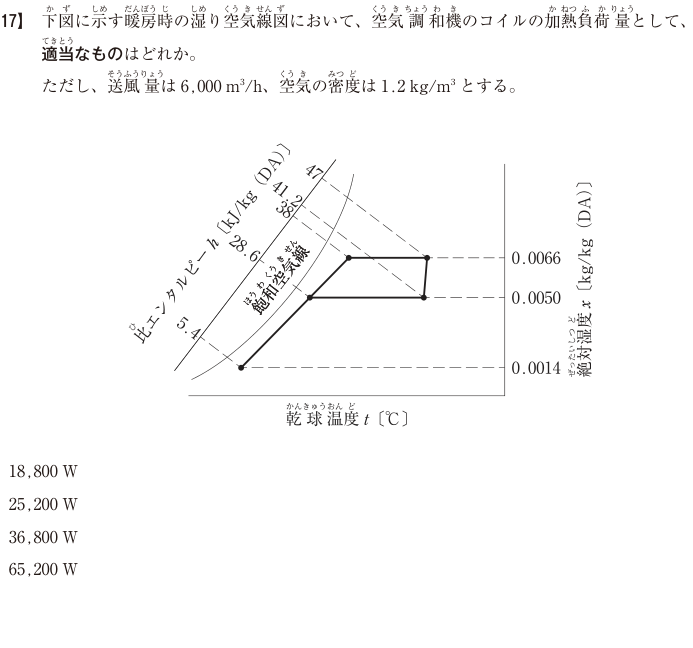 17】 下図に示す暖房時の湿り空気線図において、空気調和機のコイルの加熱負荷量として、
適当なものはどれか。
ただし、送風量は 6,000 m³/h、空気の密度は 1.2 kg/m³ とする。
比エンタルピー h〔kJ/kg（DA）〕
47
41.2
38
28.6
5.4
飽和空気線
0.0066
0.0050
0.0014
絶対湿度 x〔kg/kg（DA）〕
乾球温度 t〔℃〕
18,800 W
25,200 W
36,800 W
65,200 W